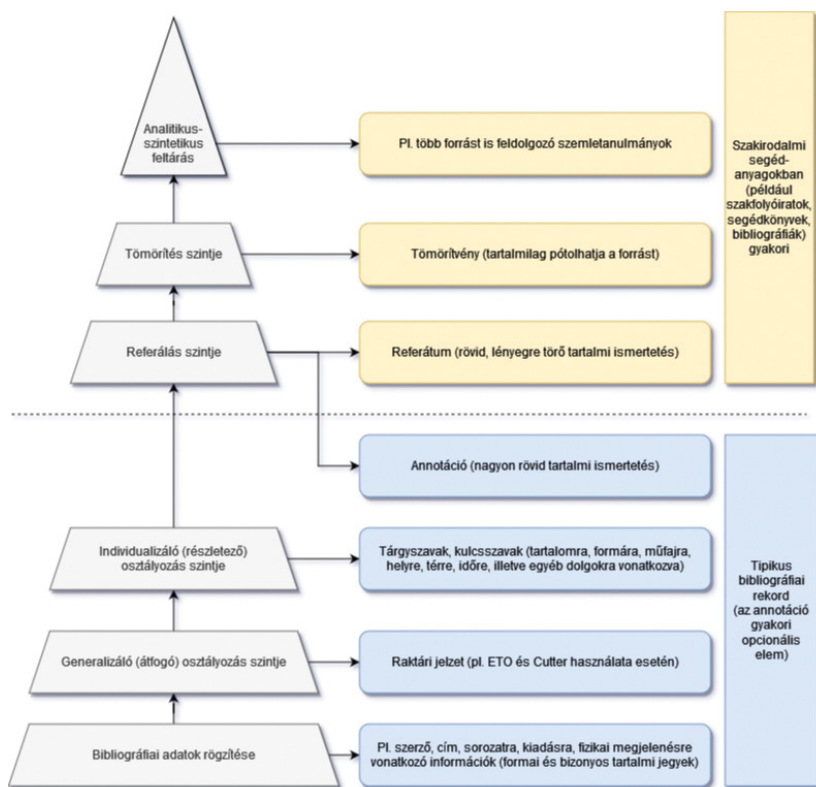 Analitikus-
szintetikus
feltárás
Pl. több forrást is feldolgozó szemletanulmányok
Szakirodalmi
segéd-
anyagokban
(például
szakfolyóiratok,
segédkönyvek,
bibliográfiák)
gyakori
Tömörítés szintje
Tömörítvény (tartalmilag pótolhatja a forrást)
Referálás szintje
Referátum (rövid, lényegre törő tartalmi ismertetés)
Annotáció (nagyon rövid tartalmi ismertetés)
Individualizáló (részletező)
osztályozás szintje
Tárgyszavak, kulcsszavak (tartalomra, formára, műfajra,
helyre, térre, időre, illetve egyéb dolgokra vonatkozva)
Tipikus
bibliográfiai
rekord
(az annotáció
gyakori
opcionális
elem)
Generalizáló (átfogó) osztályozás szintje
Raktári jelzet (pl. ETO és Cutter használata esetén)
Bibliográfiai adatok rögzítése
Pl. szerző, cím, sorozatra, kiadásra, fizikai megjelenésre
vonatkozó információk (formai és bizonyos tartalmi jegyek)